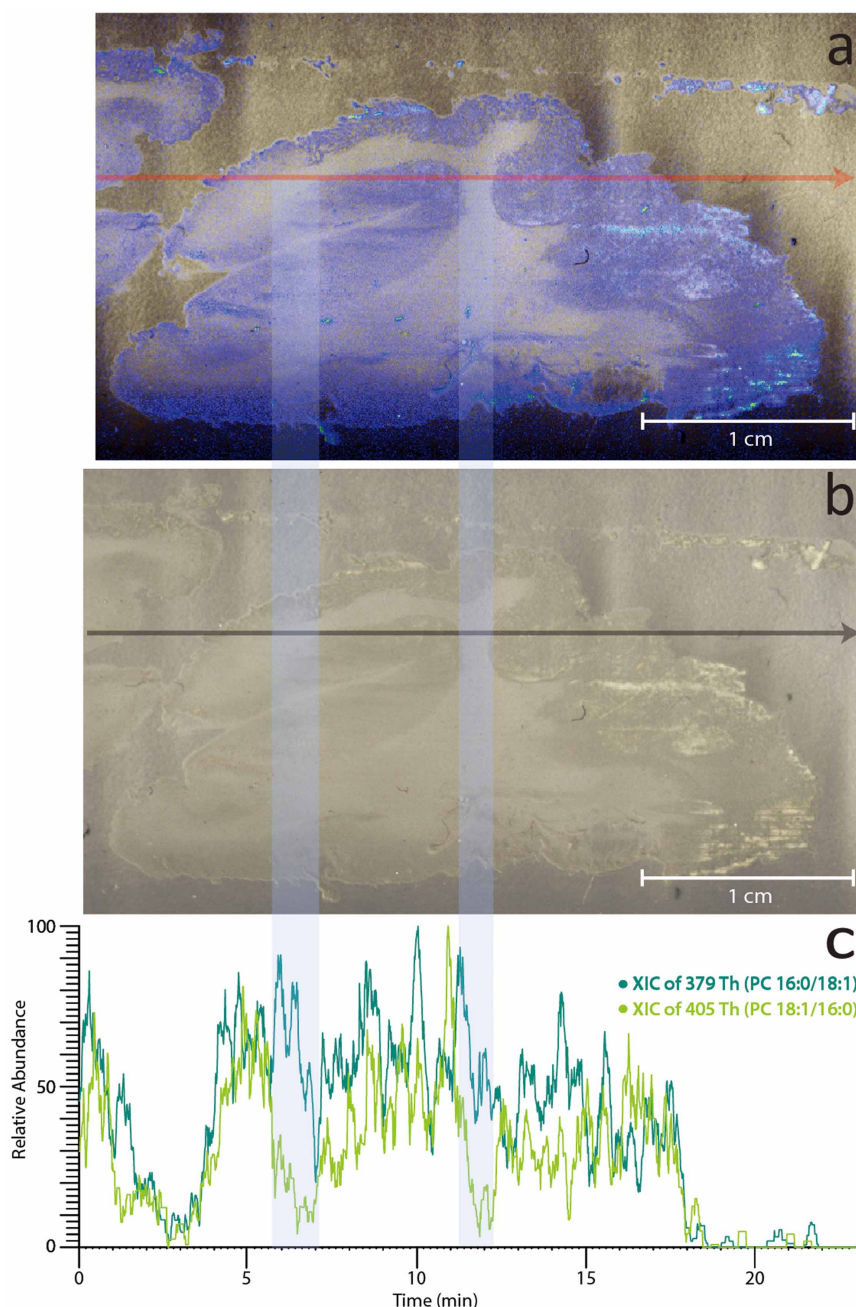 a
1 cm
b
1 cm
c
100
50
0
Relative Abundance
• XIC of 379 Th (PC 16:0/18:1)
• XIC of 405 Th (PC 18:1/16:0)
0 5 10 15 20
Time (min)